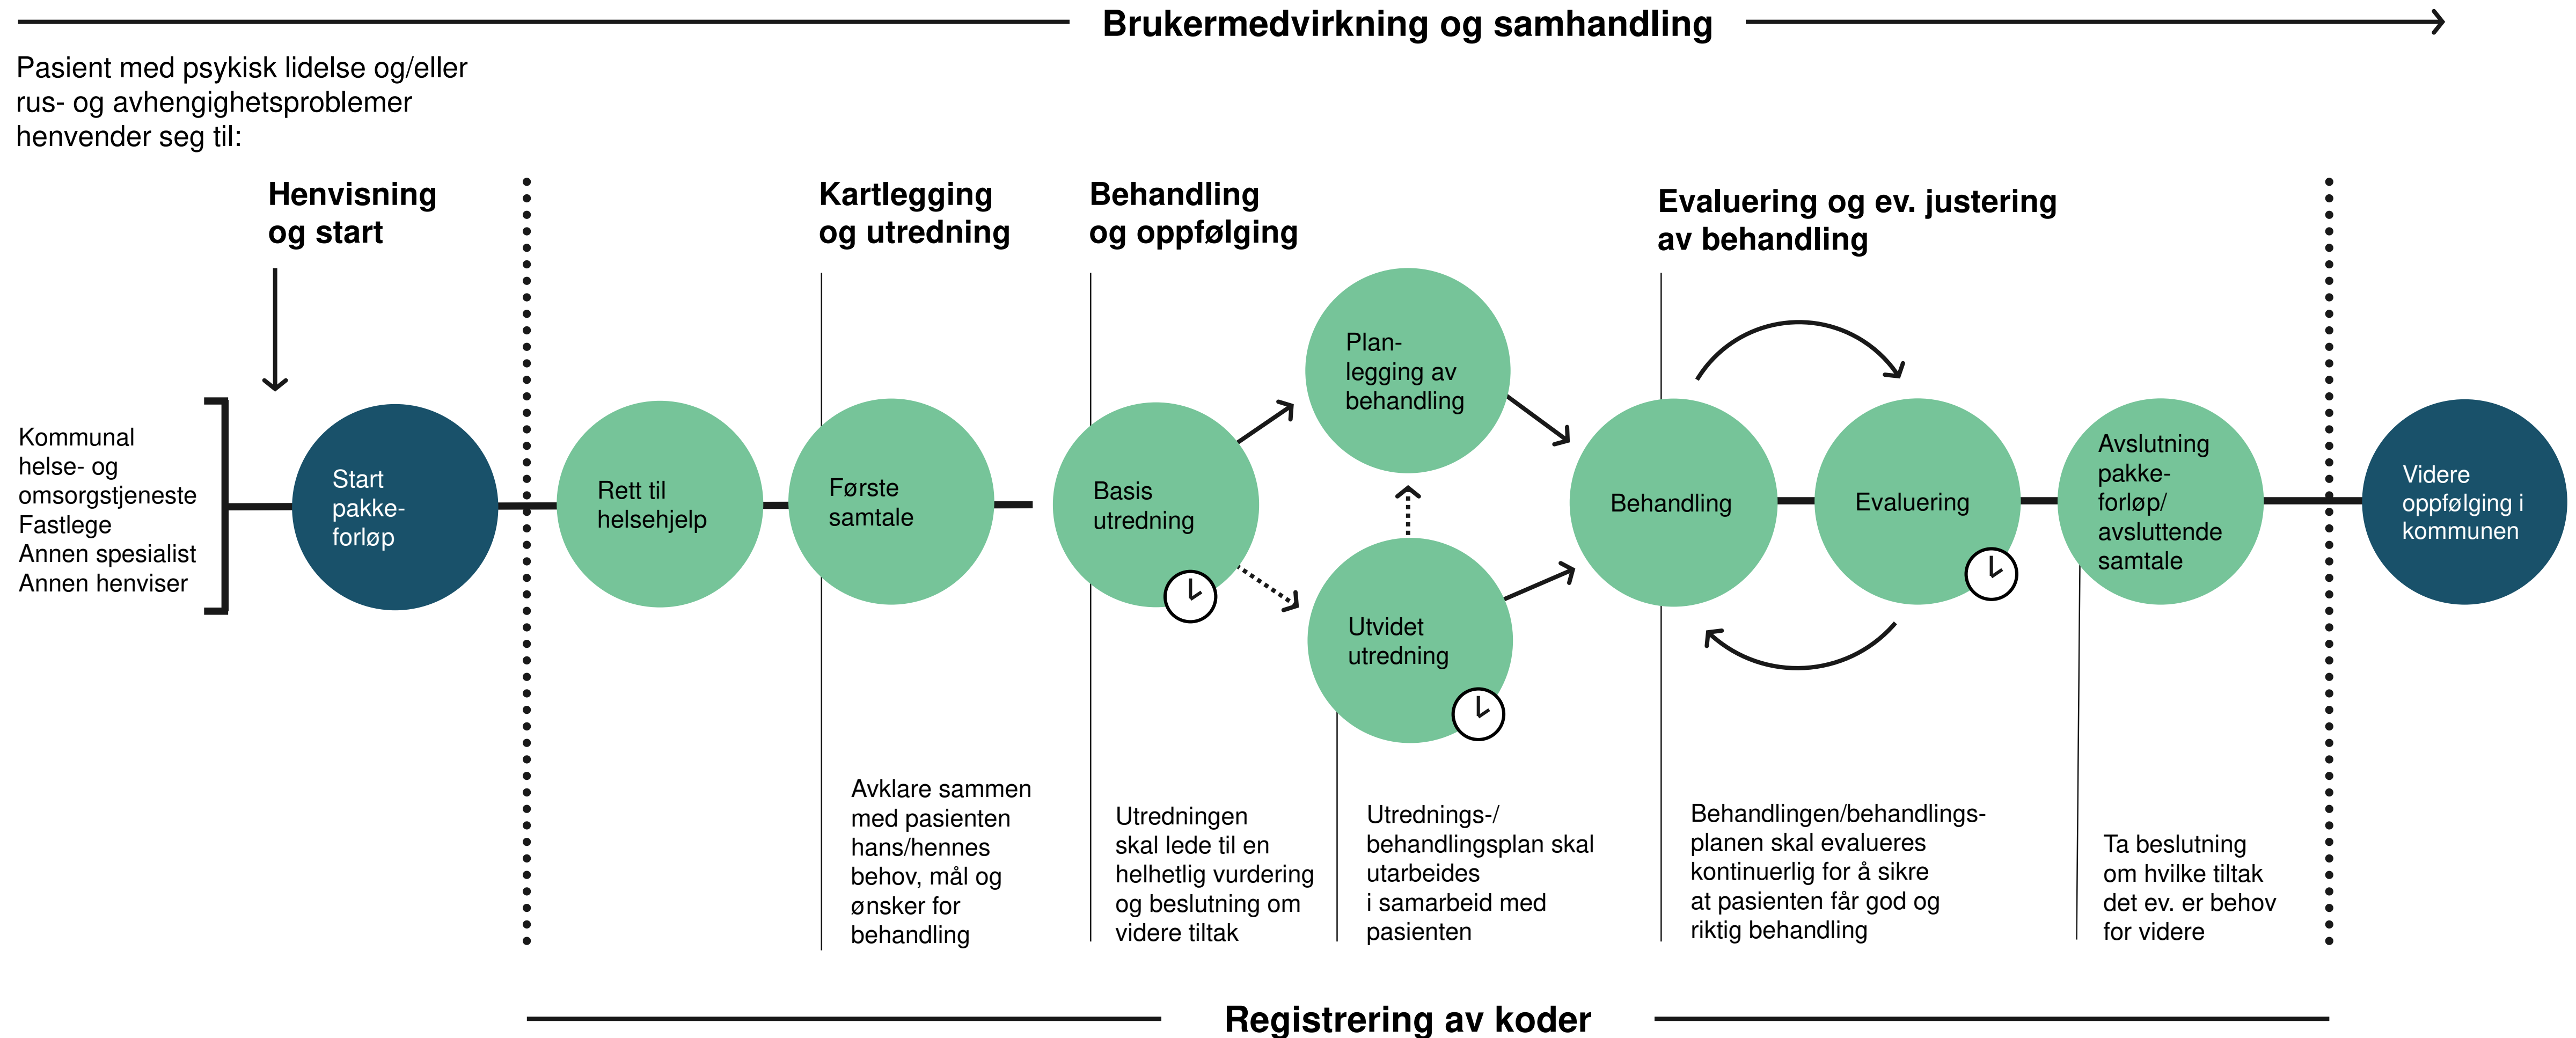 Brukermedvirkning og samhandling
Pasient med psykisk lidelse og/eller
rus- og avhengighetsproblemer
henvender seg til:
Henvisning
og start
Kartlegging
og utredning
Behandling
og oppfølging
Evaluering og ev. justering
av behandling
Kommunal
helse- og
omsorgstjeneste
Fastlege
Annen spesialist
Annen henviser
Start
pakke-
forløp
Rett til
helsehjelp
Første
samtale
Basis
utredning
Plan-
legging av
behandling
Utvidet
utredning
Behandling
Evaluering
Avslutning
pakke-
forløp/
avsluttende
samtale
Videre
oppfølging i
kommunen
Avklare sammen
med pasienten
hans/hennes
behov, mål og
ønsker for
behandling
Utredningen
skal lede til en
helhetlig vurdering
og beslutning om
videre tiltak
Utrednings-/
behandlingsplan skal
utarbeides
i samarbeid med
pasienten
Behandlingen/behandlings-
planen skal evalueres
kontinuerlig for å sikre
at pasienten får god og
riktig behandling
Ta beslutning
om hvilke tiltak
det ev. er behov
for videre
Registrering av koder